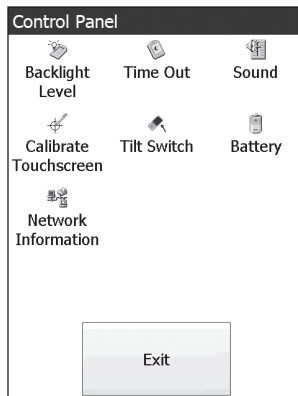 Control Panel
Backlight
Level
Time Out
Sound
Calibrate
Touchscreen
Tilt Switch
Battery
Network
Information
Exit